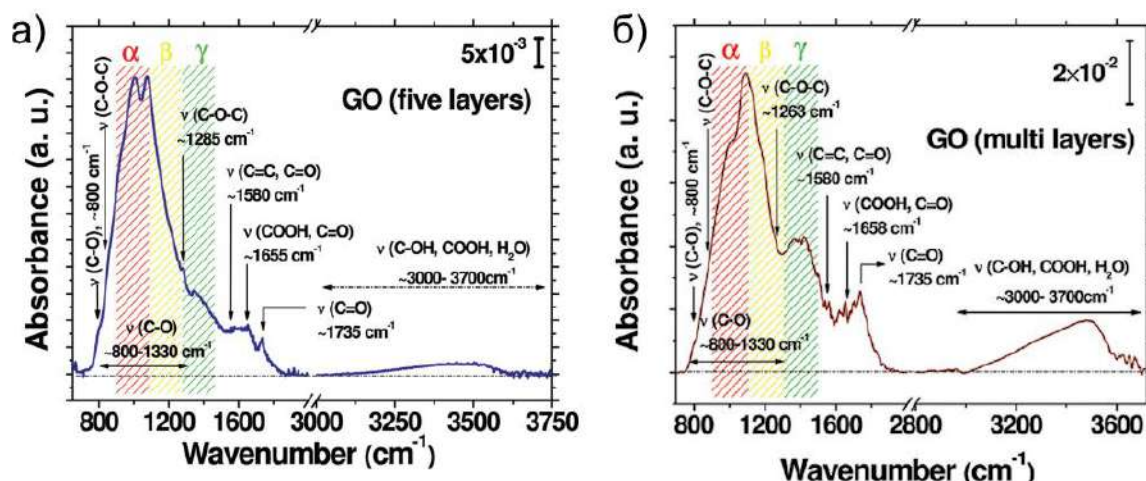 а)
α β γ
5x10⁻³
GO (five layers)
ν (C-O-C)
ν (C-O), ~800 cm⁻¹
ν (C-O-C)
~1285 cm⁻¹
ν (C=C, C=O)
~1580 cm⁻¹
ν (COOH, C=O)
~1655 cm⁻¹
ν (C-OH, COOH, H₂O)
~3000- 3700cm⁻¹
ν (C=O)
~1735 cm⁻¹
ν (C-O)
~800-1330 cm⁻¹
Absorbance (a. u.)
800 1200 1600 3000 3250 3500 3750
Wavenumber (cm⁻¹)
б)
α β γ
2×10⁻²
GO (multi layers)
ν (C-O-C)
ν (C-O), ~800 cm⁻¹
ν (C-O-C)
~1263 cm⁻¹
ν (C=C, C=O)
~1580 cm⁻¹
ν (COOH, C=O)
~1658 cm⁻¹
ν (C=O)
~1735 cm⁻¹
ν (C-OH, COOH, H₂O)
~3000- 3700cm⁻¹
ν (C-O)
~800-1330 cm⁻¹
Absorbance (a. u.)
800 1200 1600 2800 3200 3600
Wavenumber (cm⁻¹)